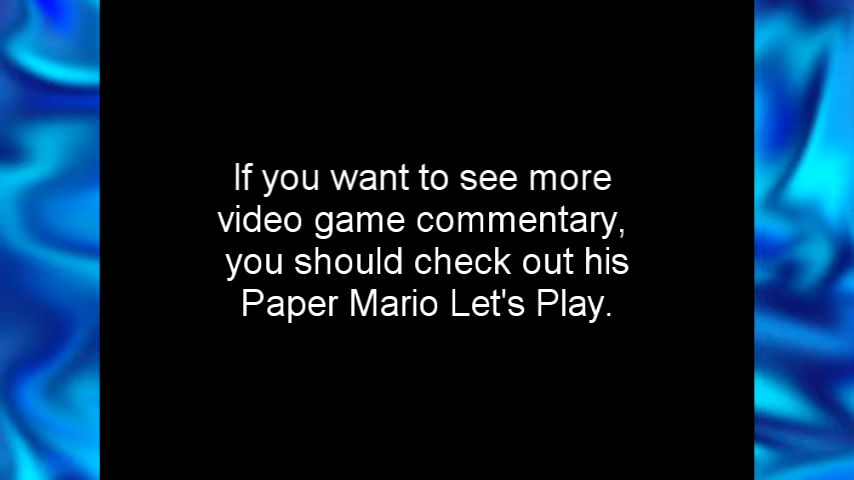 If you want to see more
video game commentary,
you should check out his
Paper Mario Let's Play.